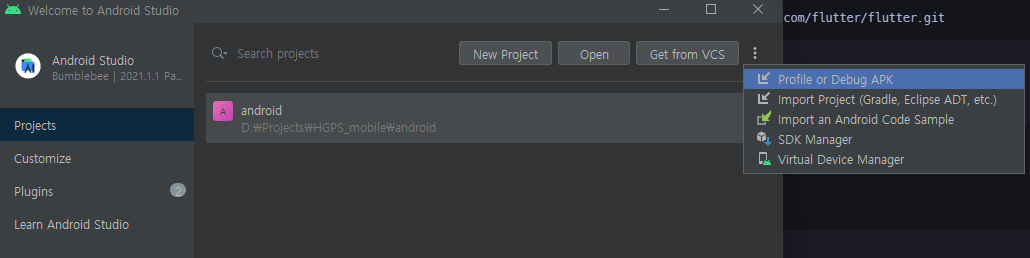 Welcome to Android Studio
com/flutter/flutter.git
Android Studio
Bumblebee | 2021.1.1 Pa...
Search projects
New Project
Open
Get from VCS
Profile or Debug APK
Import Project (Gradle, Eclipse ADT, etc.)
Import an Android Code Sample
SDK Manager
Virtual Device Manager
A
android
D:₩Projects₩HGPS_mobile₩android
Projects
Customize
Plugins
2
Learn Android Studio